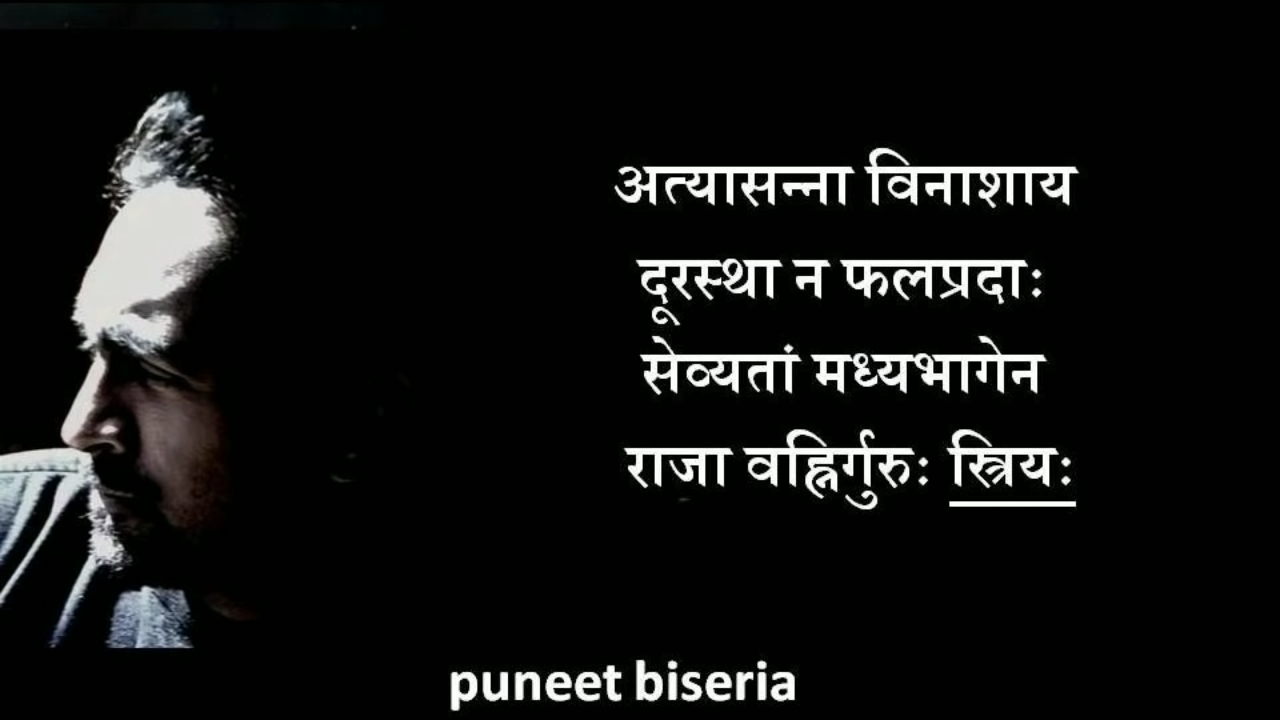 अत्यासन्ना विनाशाय
दूरस्था न फलप्रदाः
सेव्यतां मध्यभागेन
राजा वह्निर्गुरुः स्त्रियः
puneet biseria